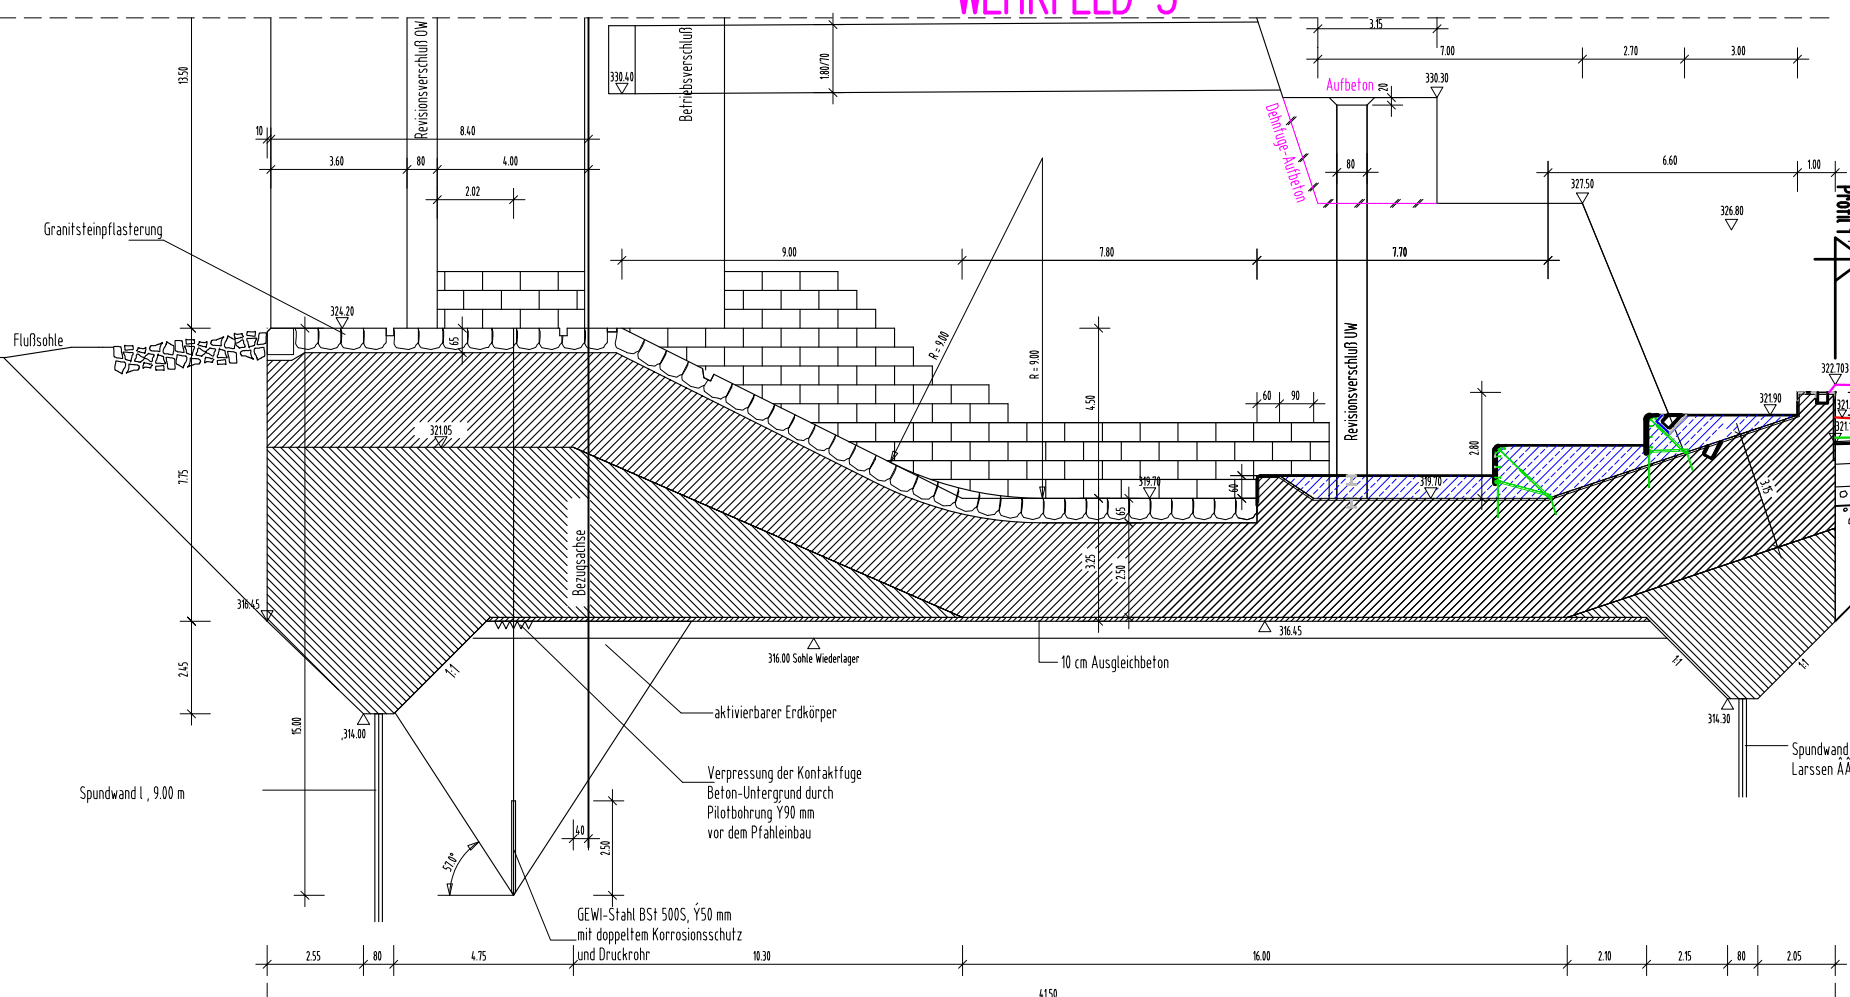 WEHRFELD 3
3.15
7.00
2.70
3.00
13.50
Revisionsverschluß OW
Betriebsverschluß
330.40
1.80/70
Aufbeton
20
330.30
Dehnfuge-Aufbeton
10
8.40
3.60
80
4.00
2.02
80
6.60
1.00
327.50
326.80
Profil 12
Granitsteinpflasterung
9.00
7.80
7.70
324.20
Flußsohle
65
R = 9.00
R = 9.00
4.50
Revisionsverschluß UW
322.703
60
90
321.90
321.05
2.80
7.75
319.70
60
319.70
3.15
65
Bezugsachse
3.25
2.50
316.45
316.45
316.00 Sohle Wiederlager
10 cm Ausgleichbeton
1:1
1:1
1:1
2.45
aktivierbarer Erdkörper
,314.00
314.30
15.00
Spundwand
Larssen ÂÂ
Verpressung der Kontaktfuge
Beton-Untergrund durch
Pilotbohrung Ý90 mm
vor dem Pfahleinbau
Spundwand l , 9.00 m
40
2.50
57.0°
GEWI-Stahl BSt 500S, Ý50 mm
mit doppeltem Korrosionsschutz
und Druckrohr
2.55
80
4.75
10.30
16.00
2.10
2.15
80
2.05
41.50